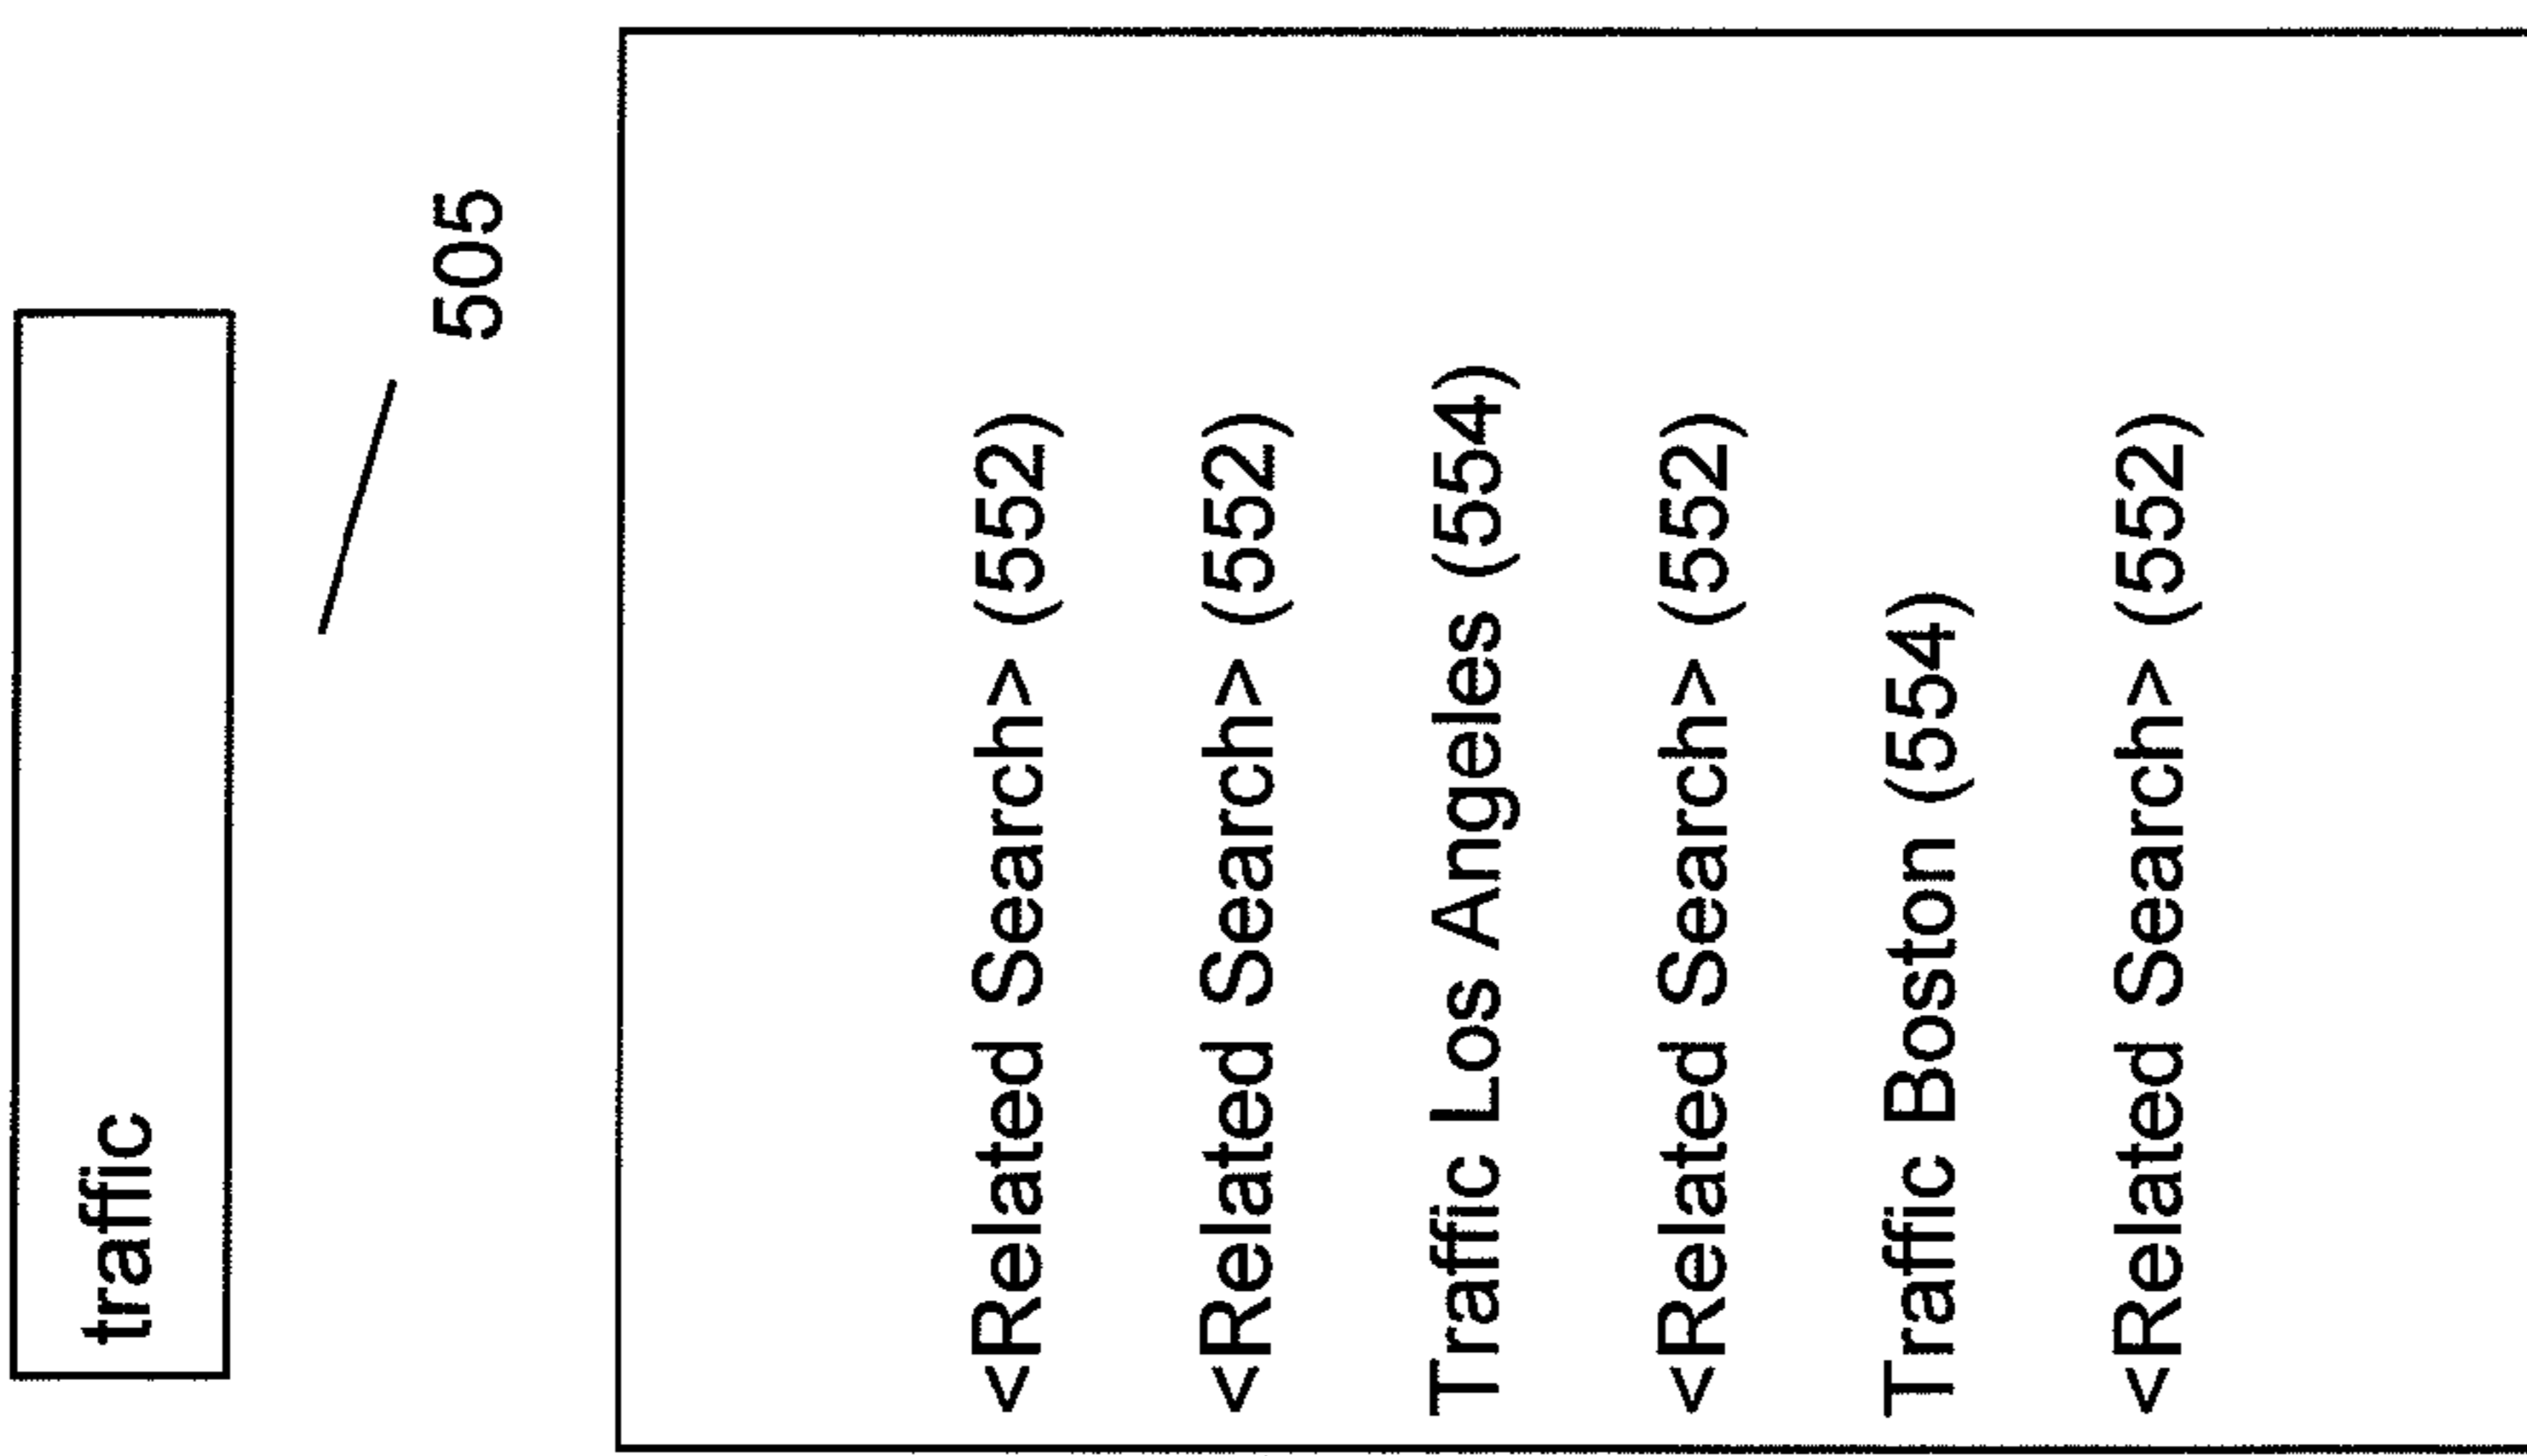 traffic
505
<Related Search> (552)
<Related Search> (552)
Traffic Los Angeles (554)
<Related Search> (552)
Traffic Boston (554)
<Related Search> (552)